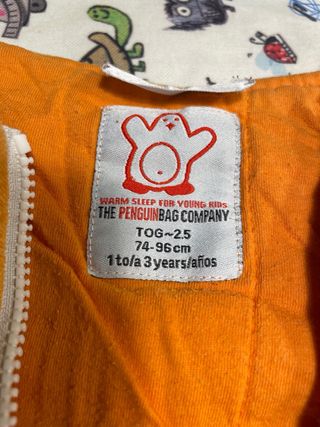 WARM SLEEP FOR YOUNG KIDS
THE PENGUINBAG COMPANY
TOG~2.5
74-96cm
1 to/a 3 years/años